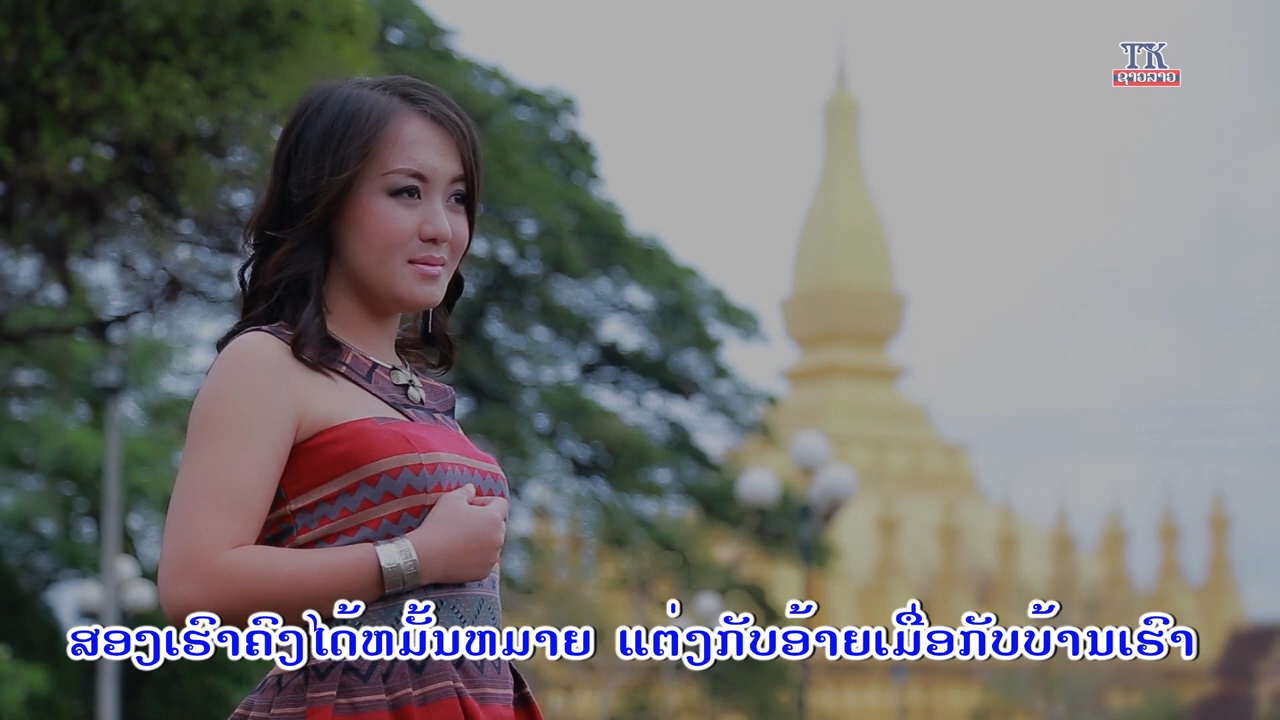 TK
ຊາວລາວ
ສອງເຮົາຄົງໄດ້ຫມັ້ນຫມາຍ ແຕ່ງກັບອ້າຍເມື່ອກັບບ້ານເຮົາ